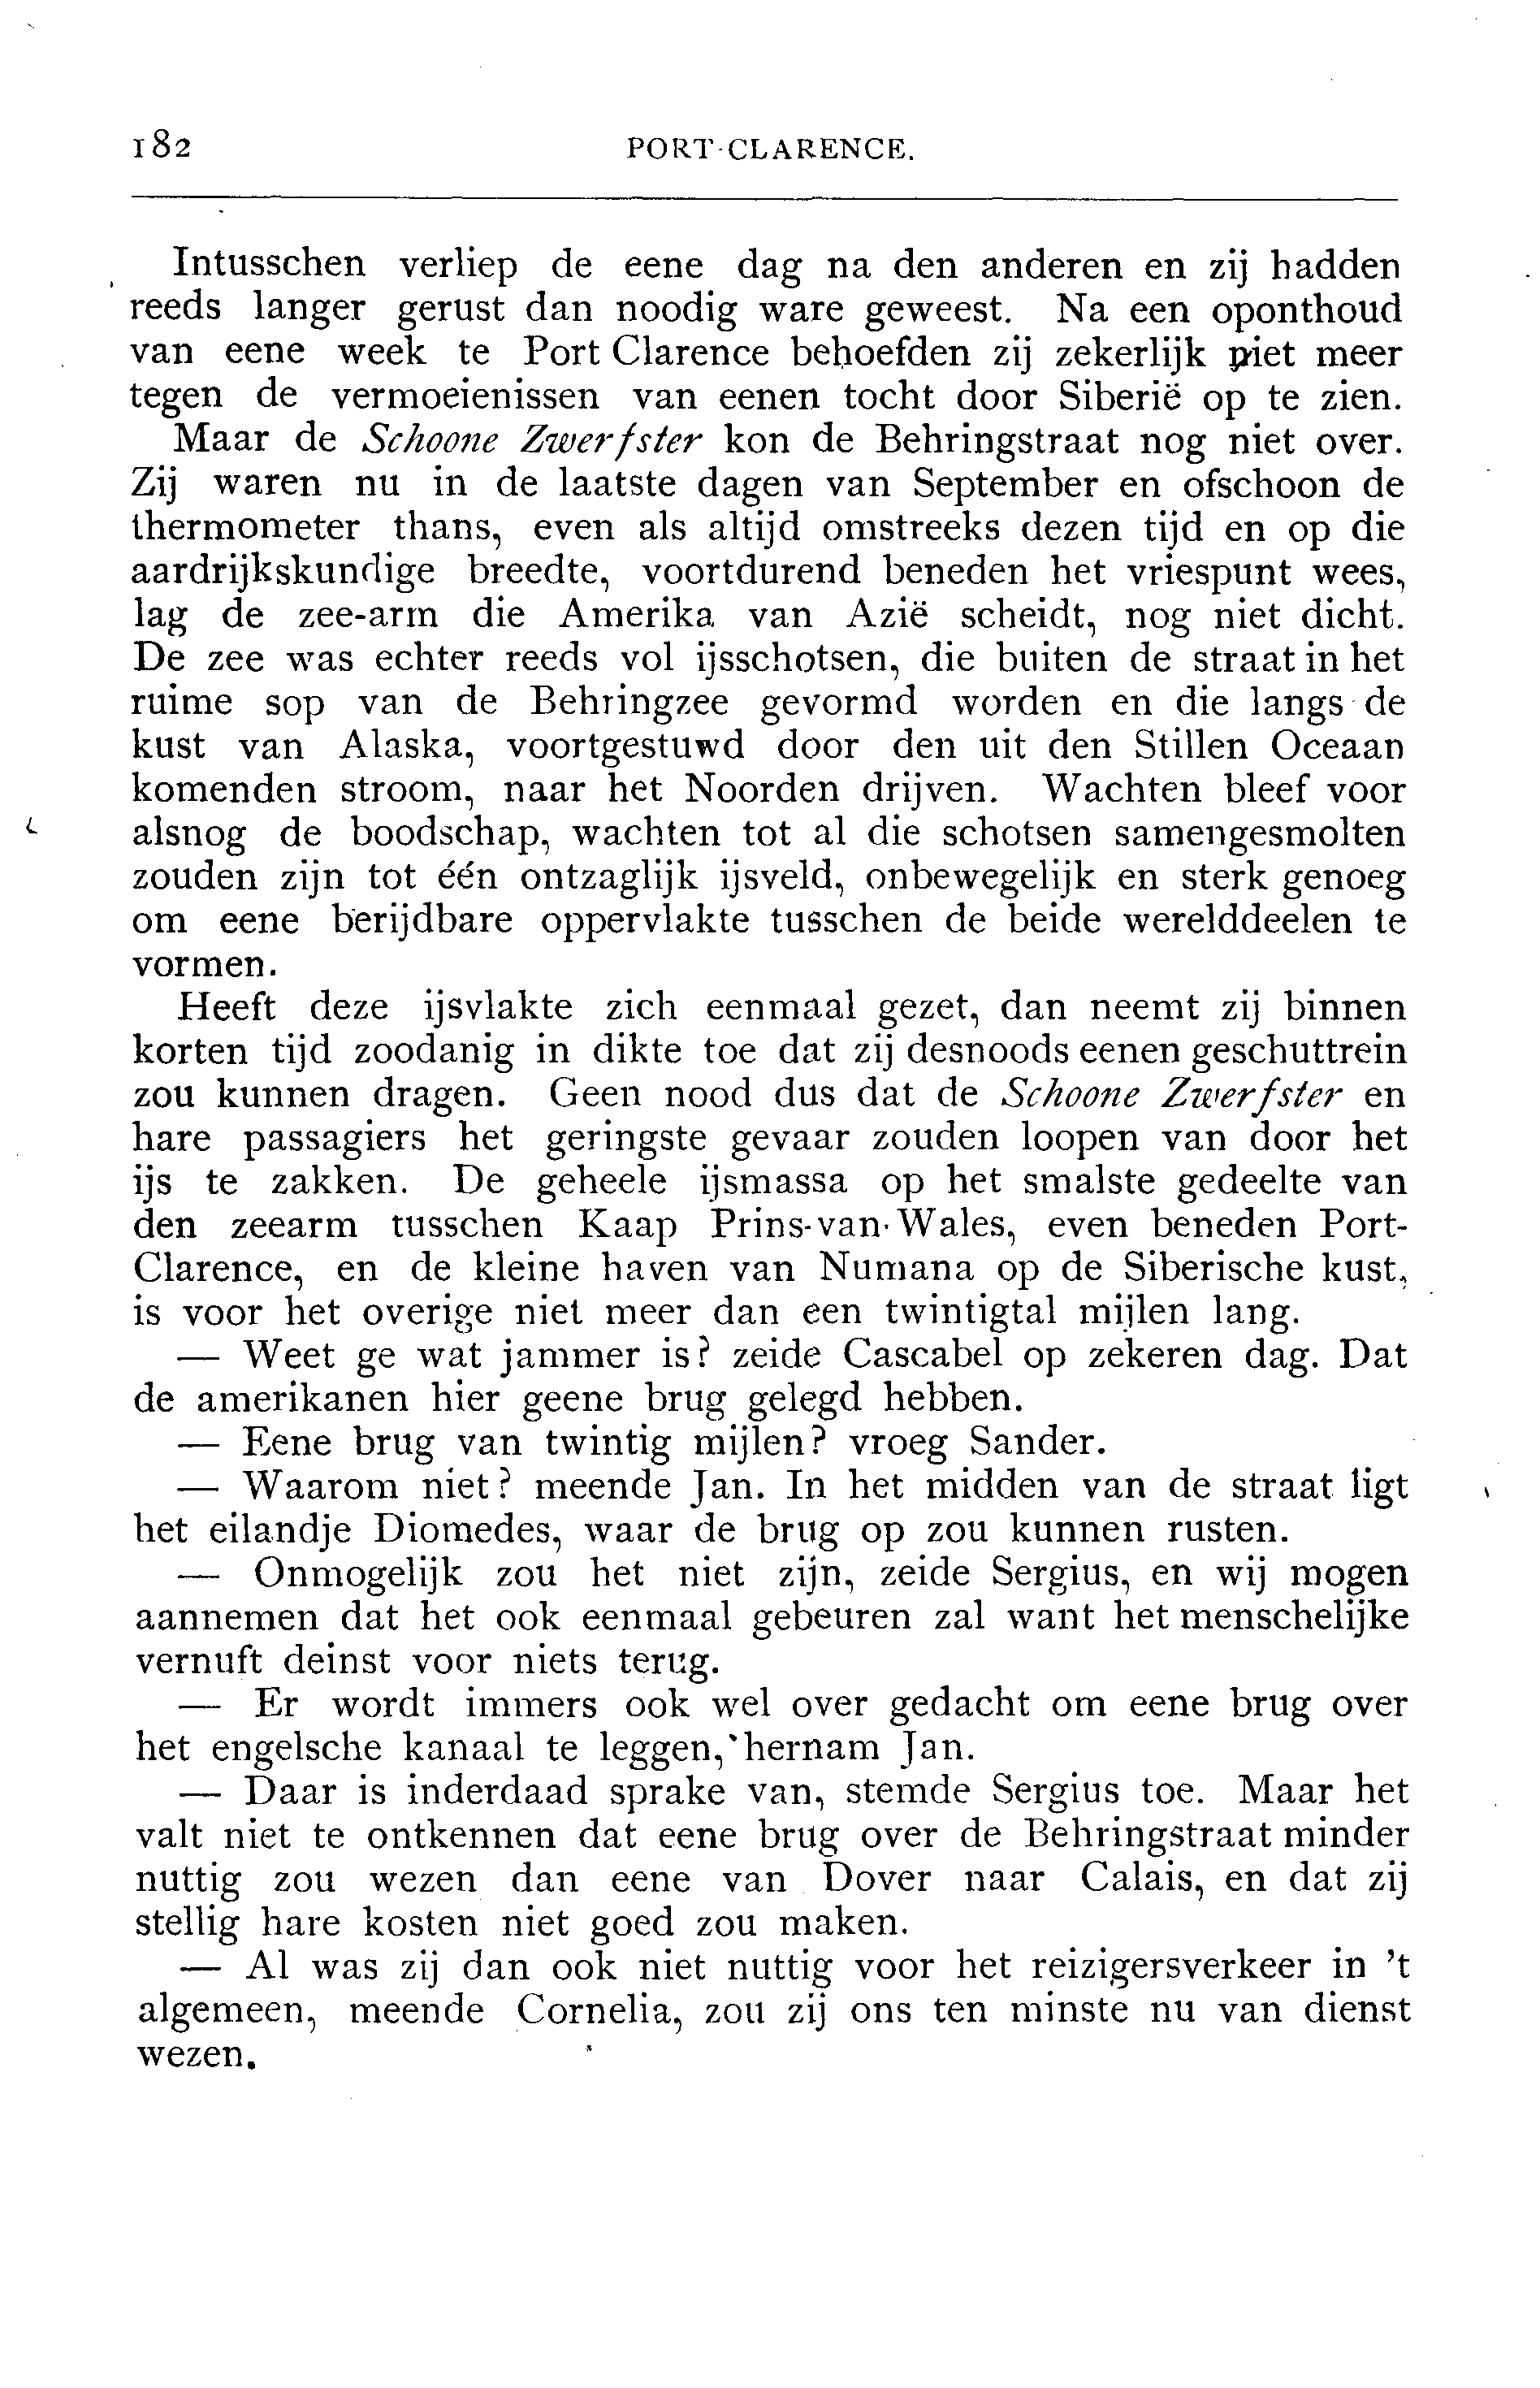 182
PORT-CLARENCE.
Intusschen verliep de eene dag na den anderen en zij hadden
reeds langer gerust dan noodig ware geweest. Na een oponthoud
van eene week te Port Clarence behoefden zij zekerlijk niet meer
tegen de vermoeienissen van eenen tocht door Siberië op te zien.
Maar de Schoone Zwerfster kon de Behringstraat nog niet over.
Zij waren nu in de laatste dagen van September en ofschoon de
thermometer thans, even als altijd omstreeks dezen tijd en op die
aardrijkskundige breedte, voortdurend beneden het vriespunt wees,
lag de zee-arm die Amerika van Azië scheidt, nog niet dicht.
De zee was echter reeds vol ijsschotsen, die buiten de straat in het
ruime sop van de Behringzee gevormd worden en die langs de
kust van Alaska, voortgestuwd door den uit den Stillen Oceaan
komenden stroom, naar het Noorden drijven. Wachten bleef voor
alsnog de boodschap, wachten tot al die schotsen samengesmolten
zouden zijn tot één ontzaglijk ijsveld, onbewegelijk en sterk genoeg
om eene berijdbare oppervlakte tusschen de beide werelddeelen te
vormen.
Heeft deze ijsvlakte zich eenmaal gezet, dan neemt zij binnen
korten tijd zoodanig in dikte toe dat zij desnoods eenen geschuttrein
zou kunnen dragen. Geen nood dus dat de Schoone Zwerfster en
hare passagiers het geringste gevaar zouden loopen van door het
ijs te zakken. De geheele ijsmassa op het smalste gedeelte van
den zeearm tusschen Kaap Prins-van-Wales, even beneden Port-
Clarence, en de kleine haven van Numana op de Siberische kust,
is voor het overige niet meer dan een twintigtal mijlen lang.
— Weet ge wat jammer is? zeide Cascabel op zekeren dag. Dat
de amerikanen hier geene brug gelegd hebben.
— Eene brug van twintig mijlen? vroeg Sander.
— Waarom niet? meende Jan. In het midden van de straat ligt
het eilandje Diomedes, waar de brug op zou kunnen rusten.
— Onmogelijk zou het niet zijn, zeide Sergius, en wij mogen
aannemen dat het ook eenmaal gebeuren zal want het menschelijke
vernuft deinst voor niets terug.
— Er wordt immers ook wel over gedacht om eene brug over
het engelsche kanaal te leggen, hernam Jan.
— Daar is inderdaad sprake van, stemde Sergius toe. Maar het
valt niet te ontkennen dat eene brug over de Behringstraat minder
nuttig zou wezen dan eene van Dover naar Calais, en dat zij
stellig hare kosten niet goed zou maken.
— Al was zij dan ook niet nuttig voor het reizigersverkeer in 't
algemeen, meende Cornelia, zou zij ons ten minste nu van dienst
wezen.